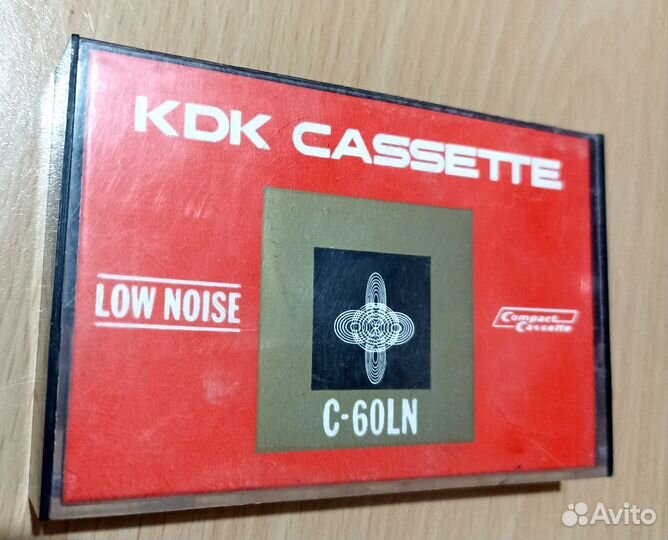 KDK CASSETTE
LOW NOISE
Compact
Cassette
C-60LN
Avito